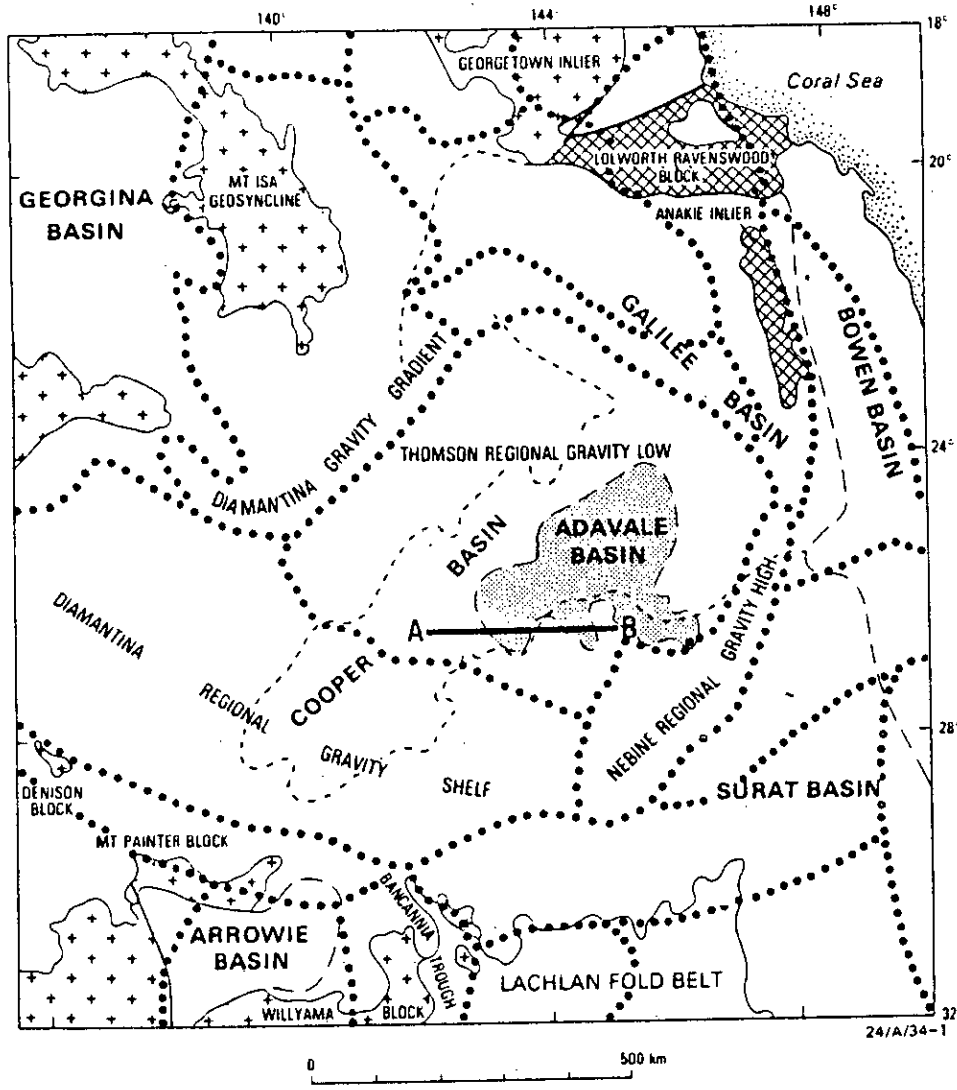 140°
144°
148°
18°
GEORGETOWN INLIER
Coral Sea
LOLWORTH RAVENSWOOD
BLOCK
20°
MT ISA
GEOSYNCLINE
GEORGINA
BASIN
ANAKIE INLIER
GALILEE
BASIN
BOWEN BASIN
DIAMANTINA GRAVITY GRADIENT
THOMSON REGIONAL GRAVITY LOW
24°
ADAVALE
BASIN
COOPER BASIN
A
B
DIAMANTINA
REGIONAL
GRAVITY
SHELF
NEBINE REGIONAL GRAVITY HIGH
28°
SURAT BASIN
DENISON
BLOCK
MT PAINTER BLOCK
BANCANNIA
TROUGH
ARROWIE
BASIN
LACHLAN FOLD BELT
WILLYAMA
BLOCK
32
24/A/34-1
0
500 km